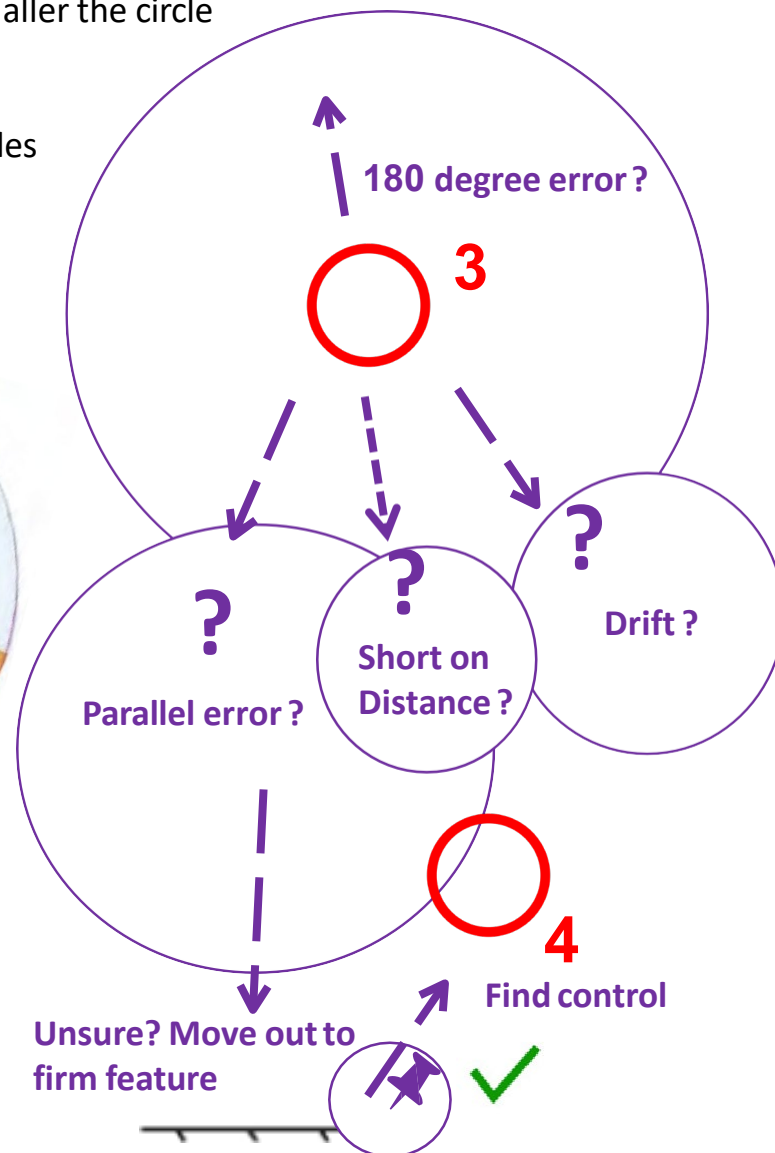 aller the circle
les
180 degree error ?
3
?
?
?
Drift ?
Short on
Distance ?
Parallel error ?
4
Find control
Unsure? Move out to
firm feature